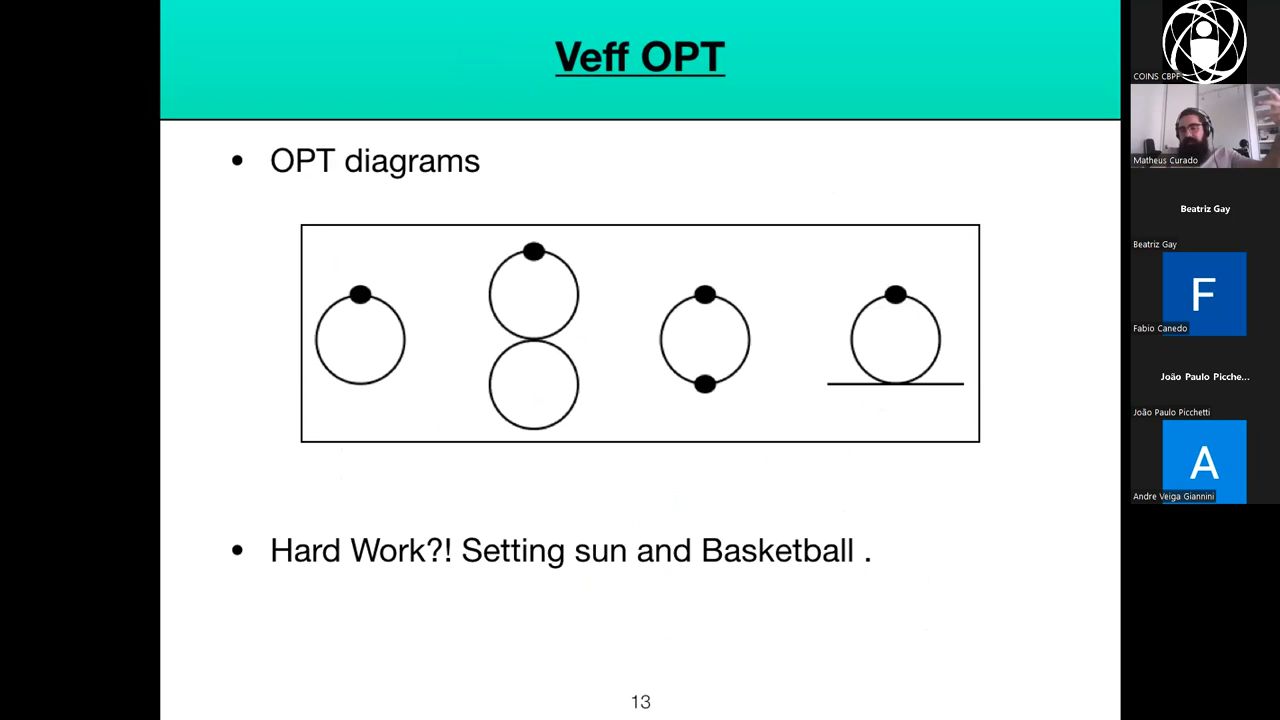 Veff OPT
• OPT diagrams
• Hard Work?! Setting sun and Basketball .
13
COINS CBPF
Matheus Curado
Beatriz Gay
Beatriz Gay
F
Fabio Canedo
João Paulo Picche...
João Paulo Picchetti
A
Andre Veiga Giannini